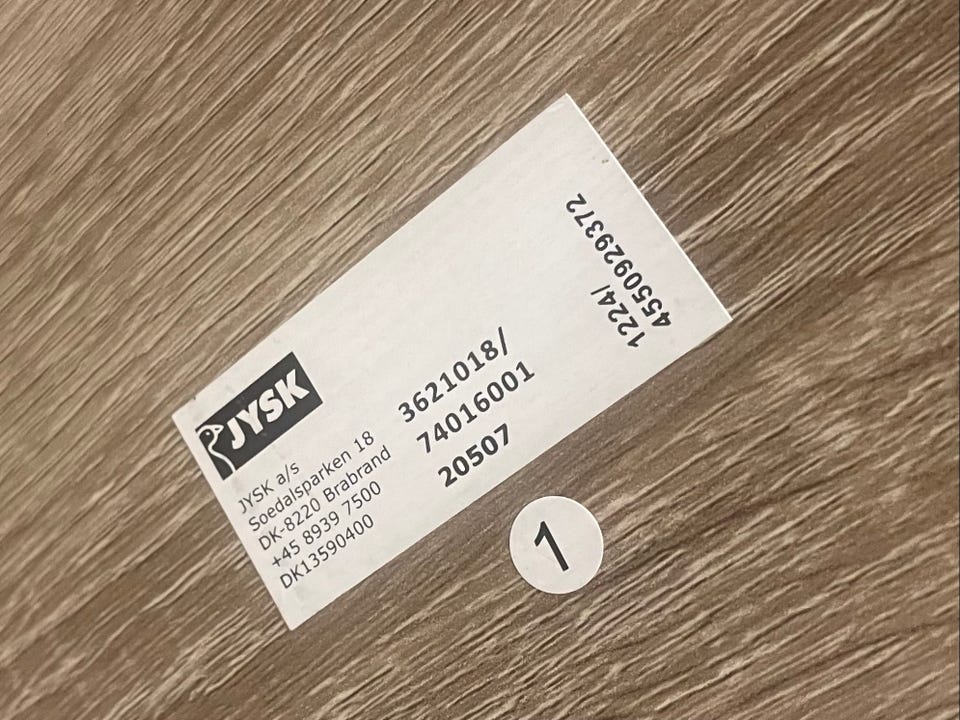 JYSK
JYSK a/s
Soedalsparken 18
DK-8220 Brabrand
+45 8939 7500
DK13590400
3621018/
74016001
20507
1224/
4550929372
1